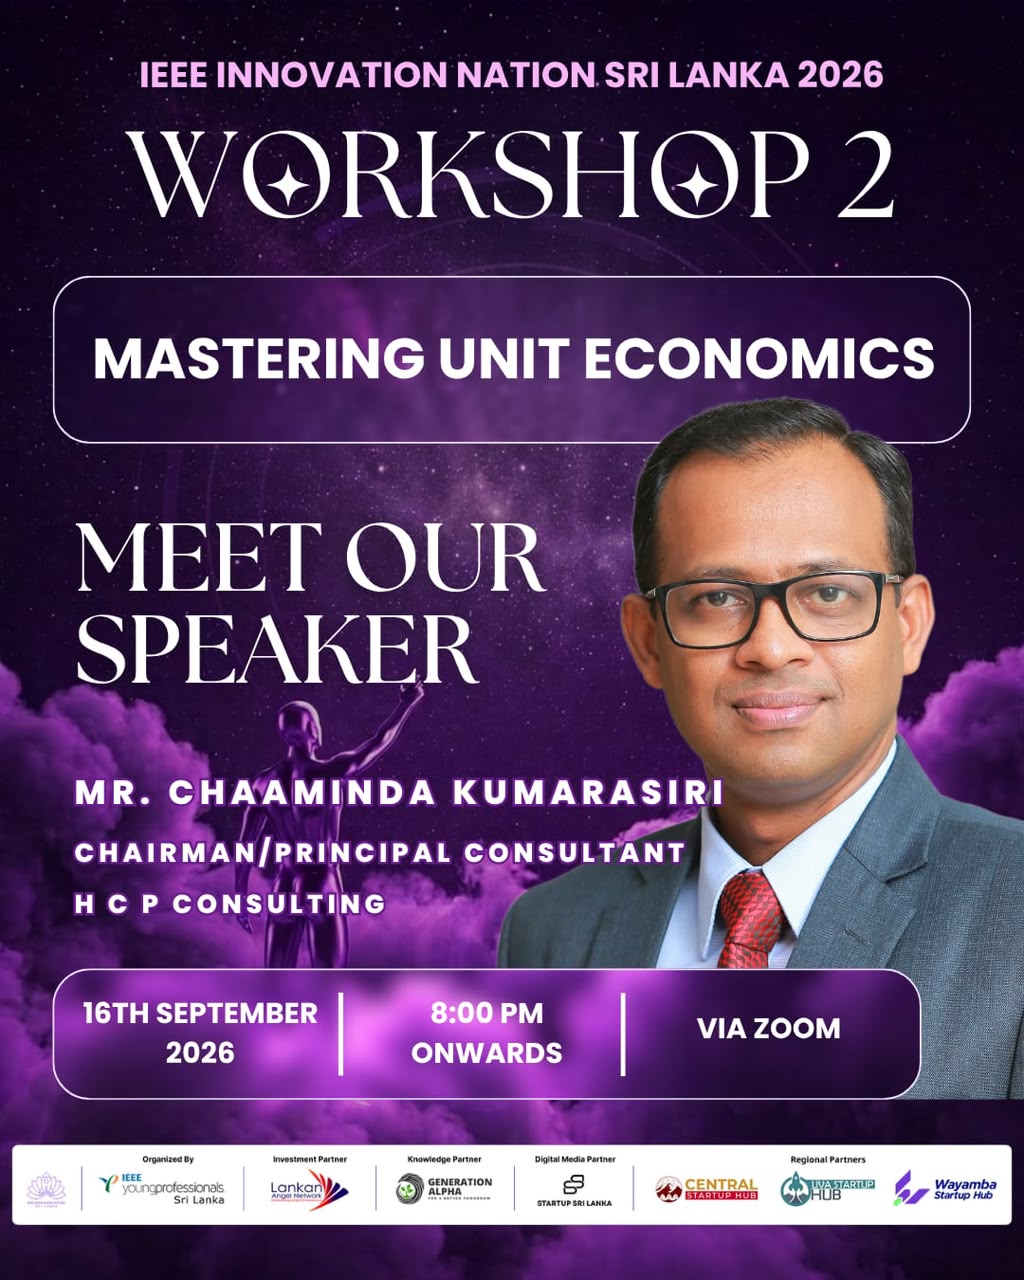 IEEE INNOVATION NATION SRI LANKA 2026
WORKSHOP 2
MASTERING UNIT ECONOMICS
MEET OUR
SPEAKER
MR. CHAAMINDA KUMARASIRI
CHAIRMAN/PRINCIPAL CONSULTANT
H C P CONSULTING
16TH SEPTEMBER
2026
8:00 PM
ONWARDS
VIA ZOOM
Organized By
IEEE
youngprofessionals
Sri Lanka
Investment Partner
Lankan
Angel Network
Knowledge Partner
GENERATION
ALPHA
FOR A BETTER TOMORROW
Digital Media Partner
STARTUP SRI LANKA
Regional Partners
CENTRAL
STARTUP HUB
UVA STARTUP
HUB
Wayamba
Startup Hub